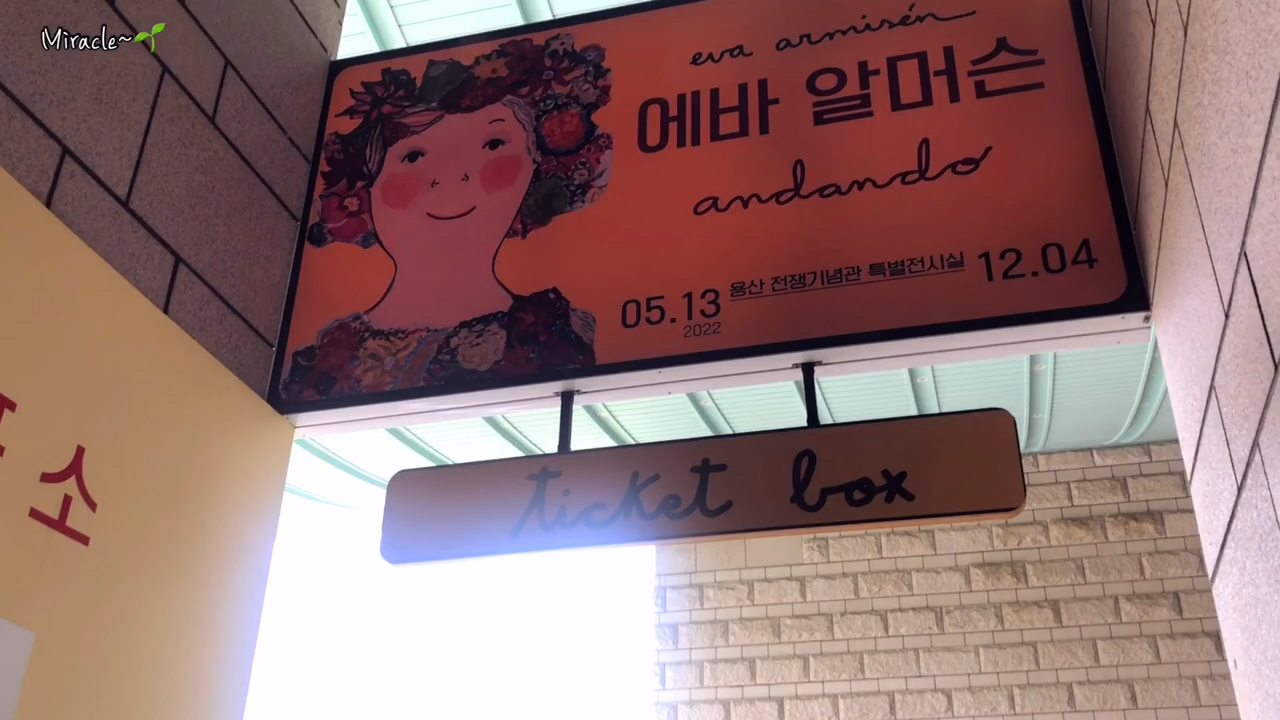 Miracle~
eva armisén
에바 알머슨
andando
05.13 용산 전쟁기념관 특별전시실 12.04
2022
ticket box
소